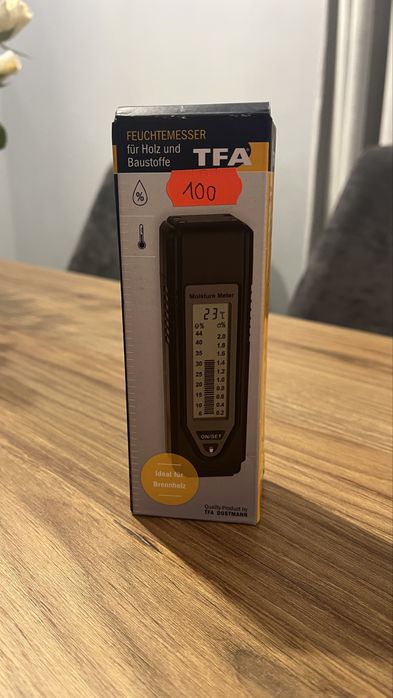 FEUCHTEMESSER
für Holz und
Baustoffe
TFA
100
%
Moisture Meter
23°C
% %
44 2.0
40 1.8
35 1.6
30 1.4
25 1.2
20 1.0
15 0.8
10 0.6
6 0.4
0.2
ON/SET
Ideal für
Brennholz
Quality Product by
TFA DOSTMANN